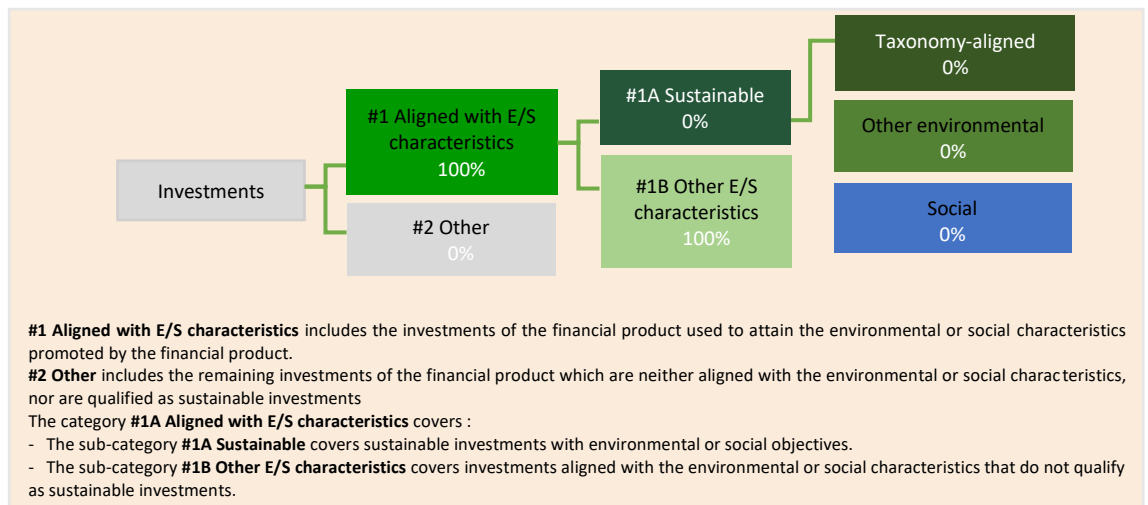 Investments
#1 Aligned with E/S
characteristics
100%
#2 Other
0%
#1A Sustainable
0%
#1B Other E/S
characteristics
100%
Taxonomy-aligned
0%
Other environmental
0%
Social
0%
#1 Aligned with E/S characteristics includes the investments of the financial product used to attain the environmental or social characteristics
promoted by the financial product.
#2 Other includes the remaining investments of the financial product which are neither aligned with the environmental or social characteristics,
nor are qualified as sustainable investments
The category #1A Aligned with E/S characteristics covers :
- The sub-category #1A Sustainable covers sustainable investments with environmental or social objectives.
- The sub-category #1B Other E/S characteristics covers investments aligned with the environmental or social characteristics that do not qualify
as sustainable investments.